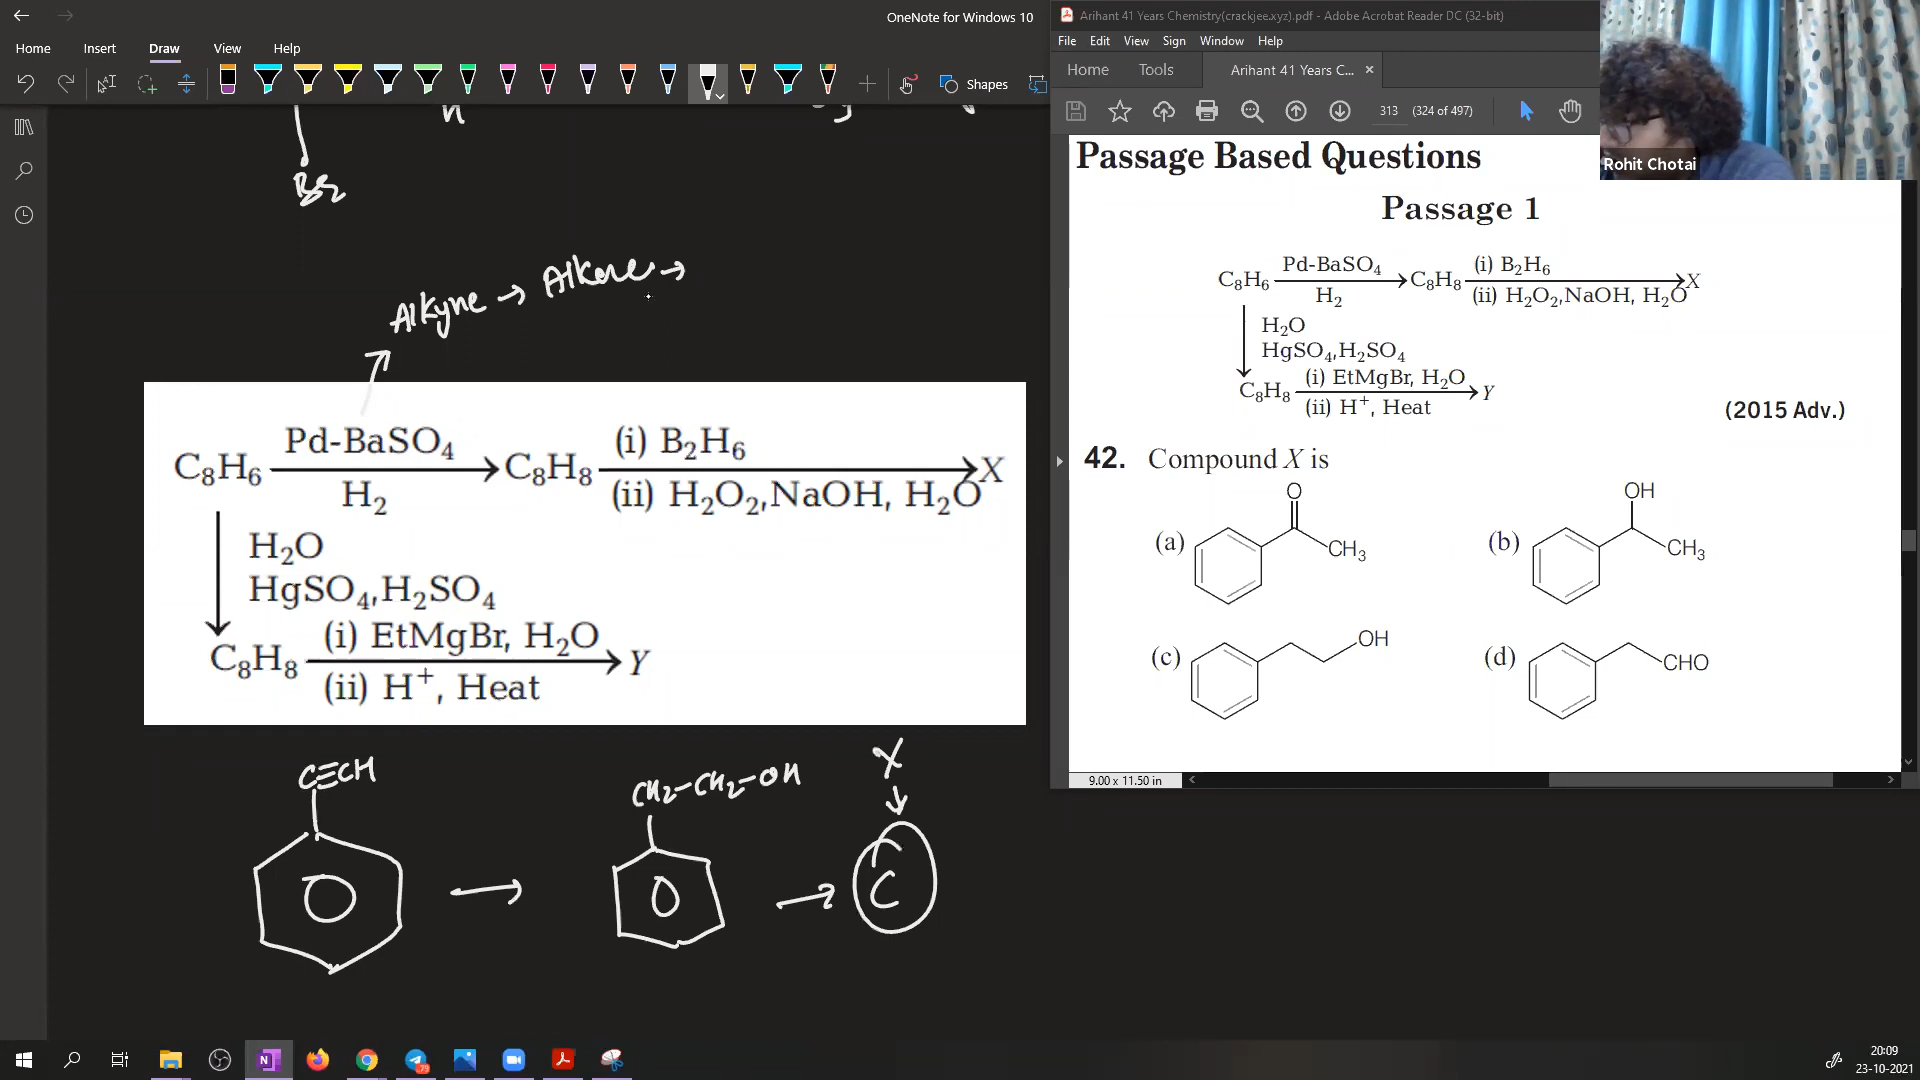 OneNote for Windows 10
Home Insert Draw View Help
Shapes
n
Br
Alkyne → Alkene →
C8H6 Pd-BaSO4 H2 C8H8 (i) B2H6 (ii) H2O2,NaOH, H2O X
H2O
HgSO4,H2SO4
C8H8 (i) EtMgBr, H2O (ii) H+, Heat Y
C≡CH
CH2-CH2-OH
X
C
Arihant 41 Years Chemistry(crackjee.xyz).pdf - Adobe Acrobat Reader DC (32-bit)
File Edit View Sign Window Help
Home Tools Arihant 41 Years C... ×
313 (324 of 497)
Rohit Chotai
Passage Based Questions
Passage 1
C8H6 Pd-BaSO4 H2 C8H8 (i) B2H6 (ii) H2O2,NaOH, H2O X
H2O
HgSO4,H2SO4
C8H8 (i) EtMgBr, H2O (ii) H+, Heat Y
(2015 Adv.)
42. Compound X is
(a) O CH3 (b) OH CH3
(c) OH (d) CHO
9.00 x 11.50 in
79
20:09
23-10-2021